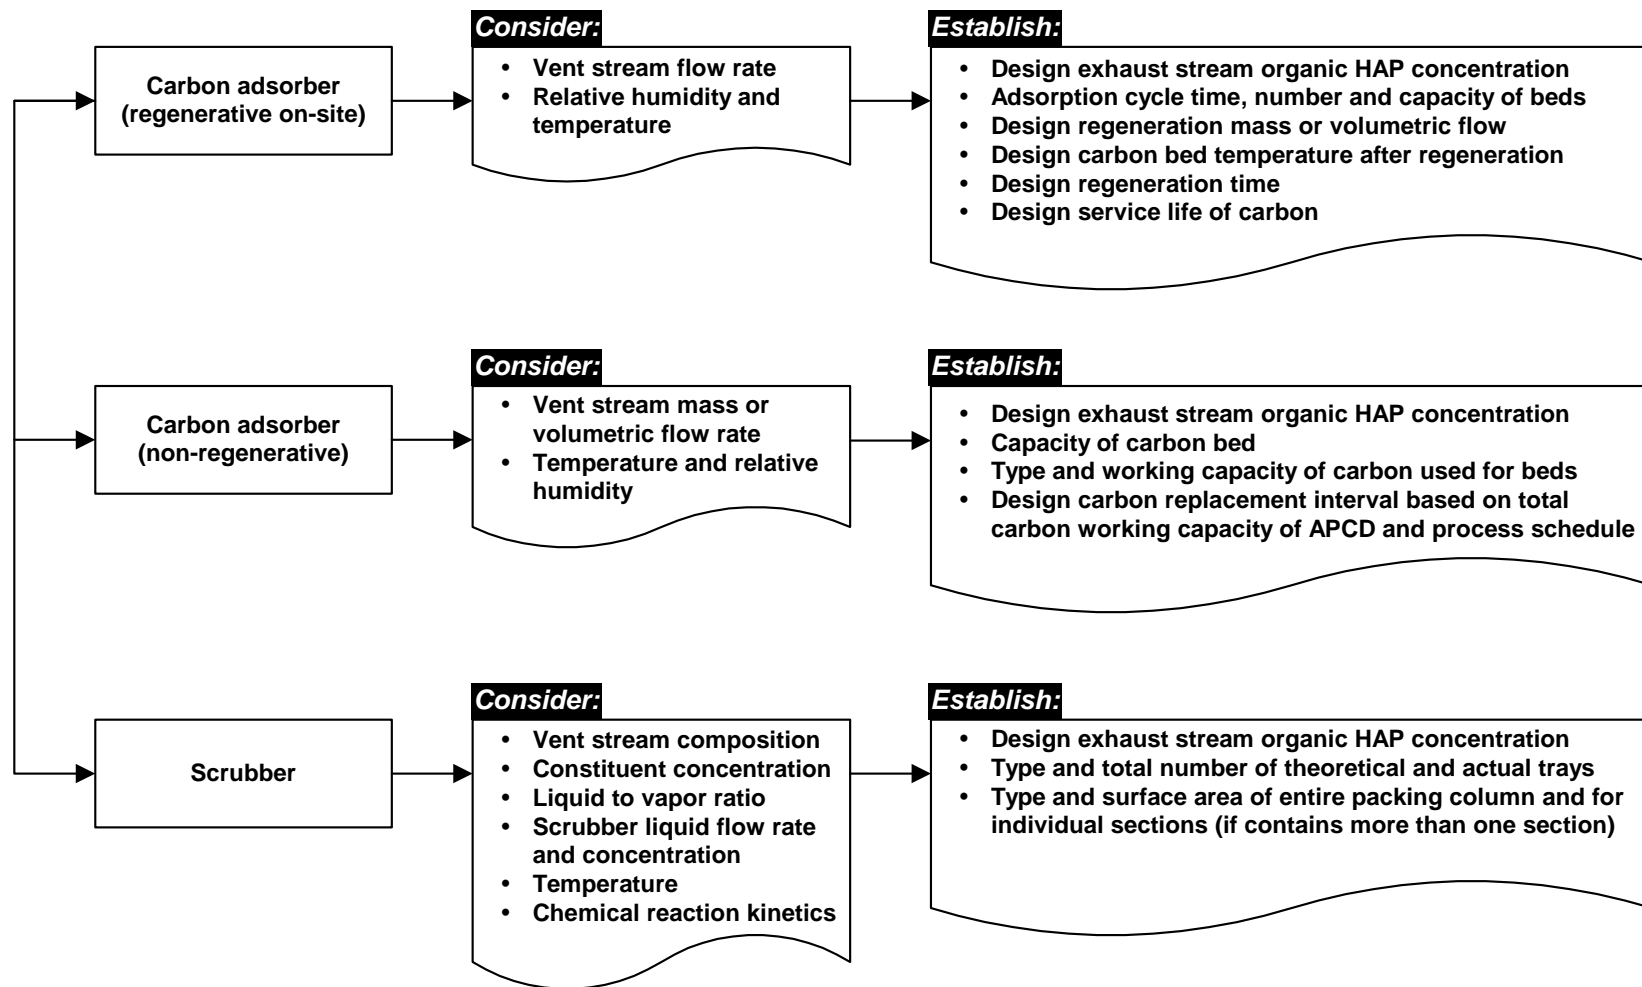 Consider:
Establish:
Carbon adsorber
(regenerative on-site)
• Vent stream flow rate
• Relative humidity and
temperature
• Design exhaust stream organic HAP concentration
• Adsorption cycle time, number and capacity of beds
• Design regeneration mass or volumetric flow
• Design carbon bed temperature after regeneration
• Design regeneration time
• Design service life of carbon
Consider:
Establish:
Carbon adsorber
(non-regenerative)
• Vent stream mass or
volumetric flow rate
• Temperature and relative
humidity
• Design exhaust stream organic HAP concentration
• Capacity of carbon bed
• Type and working capacity of carbon used for beds
• Design carbon replacement interval based on total
carbon working capacity of APCD and process schedule
Consider:
Establish:
Scrubber
• Vent stream composition
• Constituent concentration
• Liquid to vapor ratio
• Scrubber liquid flow rate
and concentration
• Temperature
• Chemical reaction kinetics
• Design exhaust stream organic HAP concentration
• Type and total number of theoretical and actual trays
• Type and surface area of entire packing column and for
individual sections (if contains more than one section)